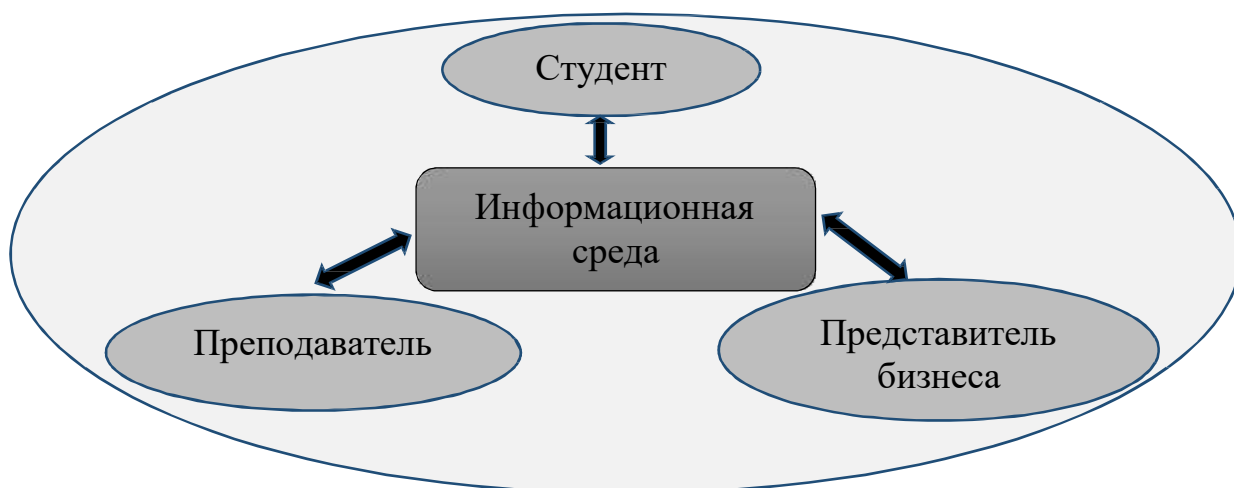 Студент
Информационная
среда
Преподаватель
Представитель
бизнеса